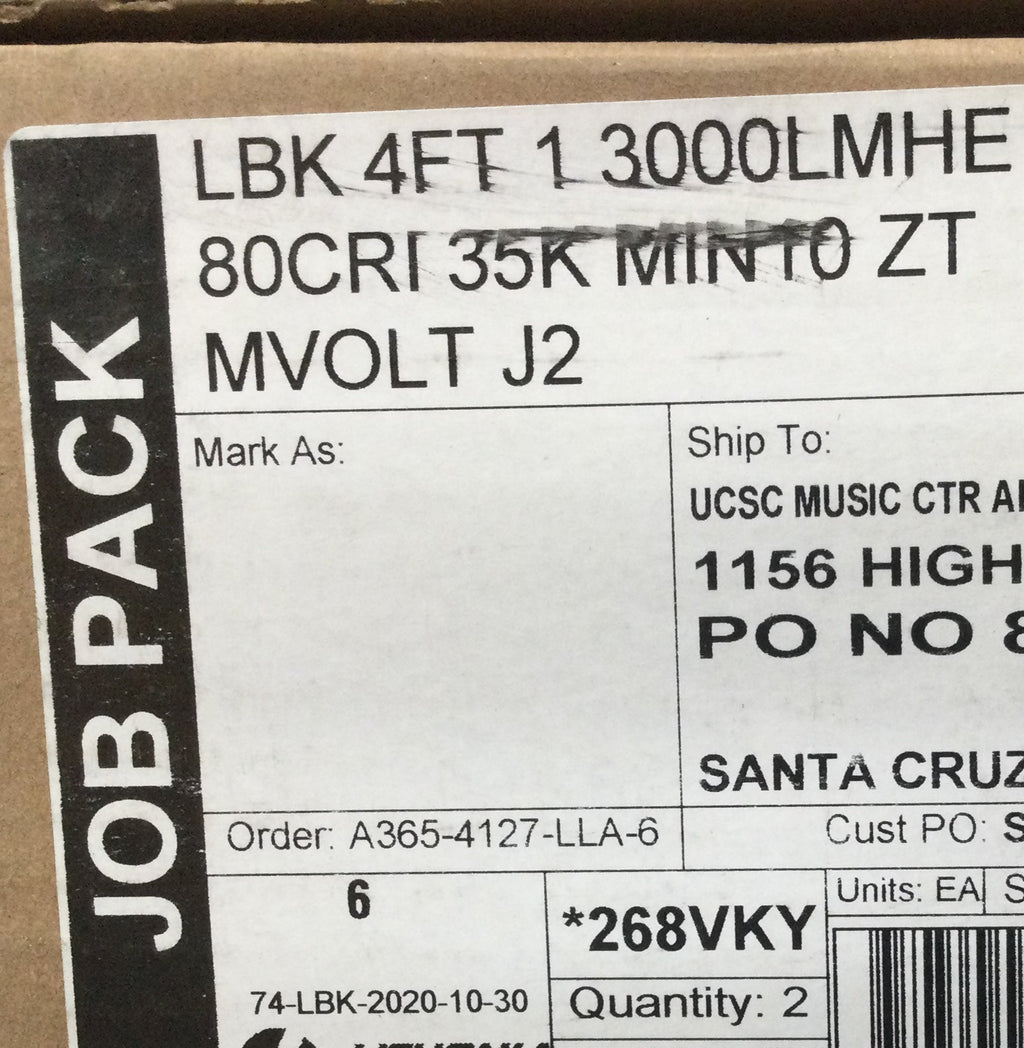 LBK 4FT 1 3000LMHE
80CRI 35K MIN10 ZT
MVOLT J2
JOB PACK
Mark As:
Ship To:
UCSC MUSIC CTR
1156 HIGH
PO NO
SANTA CRUZ
Order: A365-4127-LLA-6
Cust PO: S
6
*268VKY
Units: EA
S
74-LBK-2020-10-30
Quantity: 2